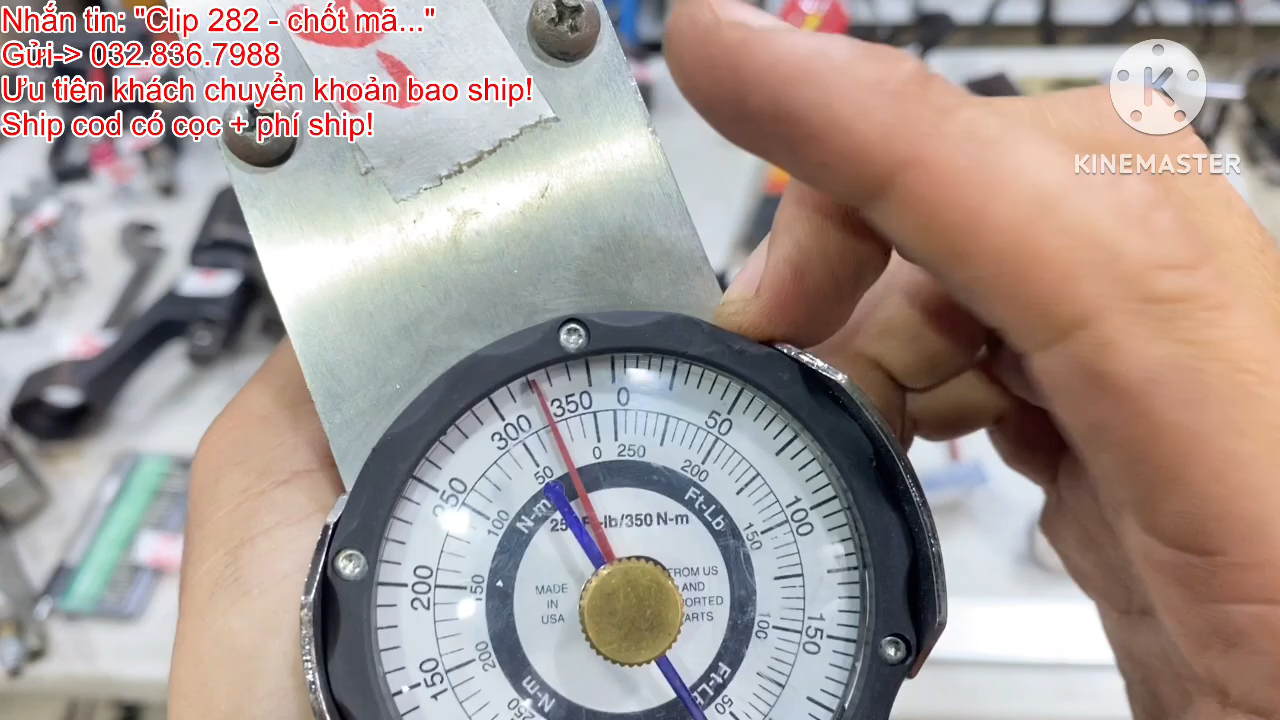 Nhắn tin: "Clip 282 - chốt mã..."
Gửi-> 032.836.7988
Ưu tiên khách chuyển khoản bao ship!
Ship cod có cọc + phí ship!
K
KINEMASTER
350 0
300 50
250 100
200 150
150
0 250
50 200
100 150
150 100
200 50
250
N-m Ft-Lb
lb/350 N-m
MADE
IN
USA
FROM US
AND
N-m